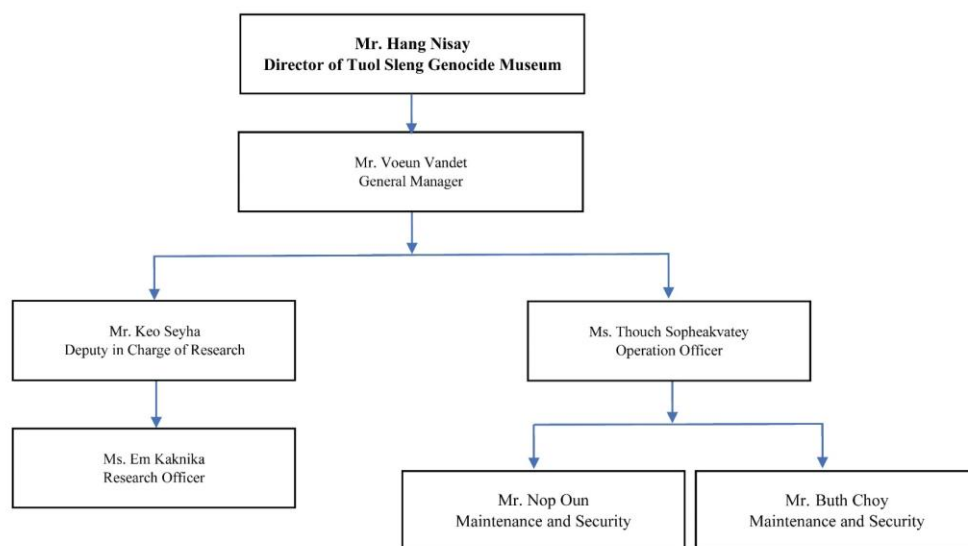 Mr. Hang Nisay
Director of Tuol Sleng Genocide Museum
Mr. Voeun Vandet
General Manager
Mr. Keo Seyha
Deputy in Charge of Research
Ms. Thouch Sopheakvatey
Operation Officer
Ms. Em Kaknika
Research Officer
Mr. Nop Oun
Maintenance and Security
Mr. Buth Choy
Maintenance and Security